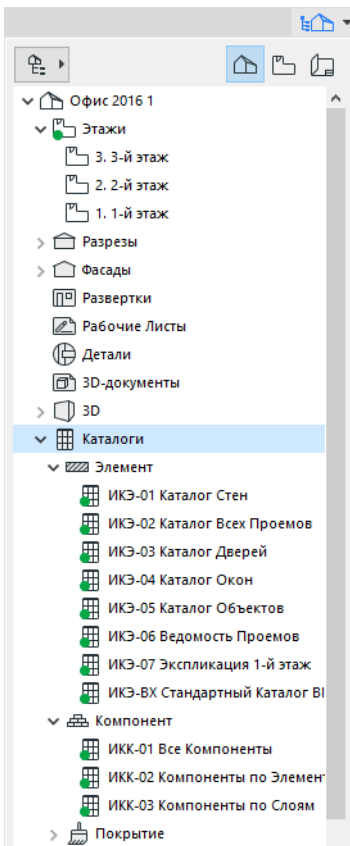 Офис 2016 1
Этажи
3. 3-й этаж
2. 2-й этаж
1. 1-й этаж
Разрезы
Фасады
Развертки
Рабочие Листы
Детали
3D-документы
3D
Каталоги
Элемент
ИКЭ-01 Каталог Стен
ИКЭ-02 Каталог Всех Проемов
ИКЭ-03 Каталог Дверей
ИКЭ-04 Каталог Окон
ИКЭ-05 Каталог Объектов
ИКЭ-06 Ведомость Проемов
ИКЭ-07 Экспликация 1-й этаж
ИКЭ-ВХ Стандартный Каталог BI
Компонент
ИКК-01 Все Компоненты
ИКК-02 Компоненты по Элемен
ИКК-03 Компоненты по Слоям
Покрытие